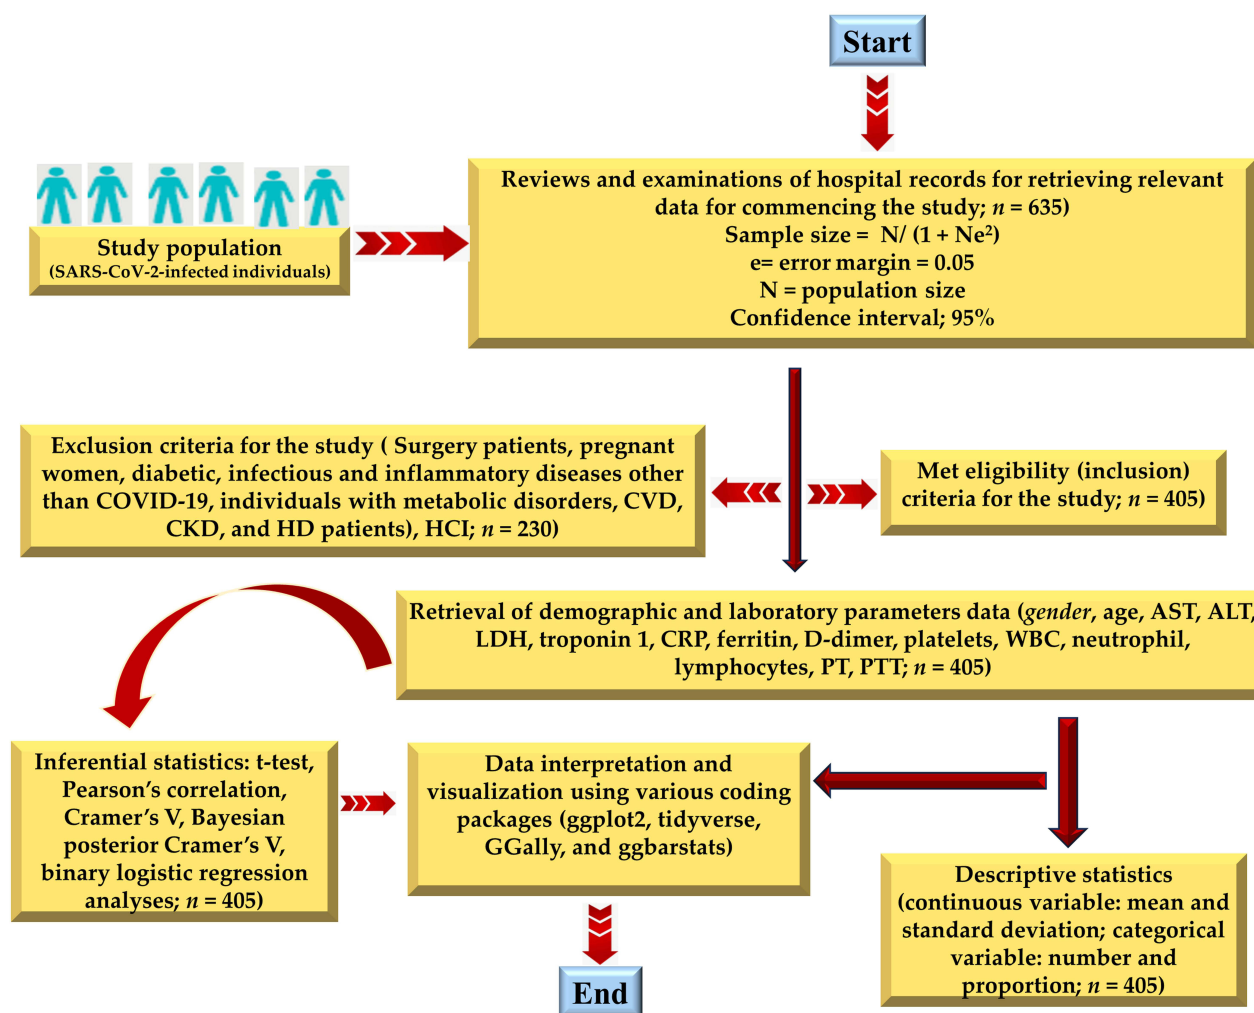 Start
Reviews and examinations of hospital records for retrieving relevant
data for commencing the study; n = 635)
Sample size =  N/ (1 + Ne²)
e= error margin = 0.05
N = population size
Confidence interval; 95%
Study population
(SARS-CoV-2-infected individuals)
Exclusion criteria for the study ( Surgery patients, pregnant
women, diabetic, infectious and inflammatory diseases other
than COVID-19, individuals with metabolic disorders, CVD,
CKD, and HD patients), HCI; n = 230)
Met eligibility (inclusion)
criteria for the study; n = 405)
Retrieval of demographic and laboratory parameters data (gender, age, AST, ALT,
LDH, troponin 1, CRP, ferritin, D-dimer, platelets, WBC, neutrophil,
lymphocytes, PT, PTT; n = 405)
Inferential statistics: t-test,
Pearson’s correlation,
Cramer’s V, Bayesian
posterior Cramer’s V,
binary logistic regression
analyses; n = 405)
Data interpretation and
visualization using various coding
packages (ggplot2, tidyverse,
GGally, and ggbarstats)
Descriptive statistics
(continuous variable: mean and
standard deviation; categorical
variable: number and
proportion; n = 405)
End